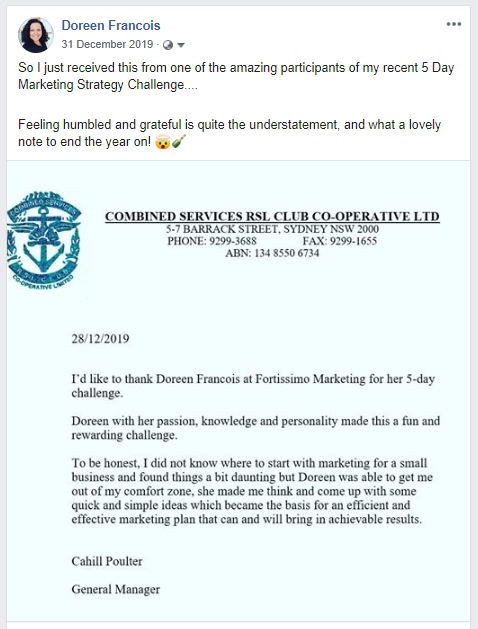 Doreen Francois
31 December 2019
So I just received this from one of the amazing participants of my recent 5 Day
Marketing Strategy Challenge....
Feeling humbled and grateful is quite the understatement, and what a lovely
note to end the year on! 🤯🍾
COMBINED SERVICES
R.S.L. CLUB
CO-OPERATIVE LIMITED
COMBINED SERVICES RSL CLUB CO-OPERATIVE LTD
5-7 BARRACK STREET, SYDNEY NSW 2000
PHONE: 9299-3688 FAX: 9299-1655
ABN: 134 8550 6734
28/12/2019
I'd like to thank Doreen Francois at Fortissimo Marketing for her 5-day
challenge.
Doreen with her passion, knowledge and personality made this a fun and
rewarding challenge.
To be honest, I did not know where to start with marketing for a small
business and found things a bit daunting but Doreen was able to get me
out of my comfort zone, she made me think and come up with some
quick and simple ideas which became the basis for an efficient and
effective marketing plan that can and will bring in achievable results.
Cahill Poulter
General Manager